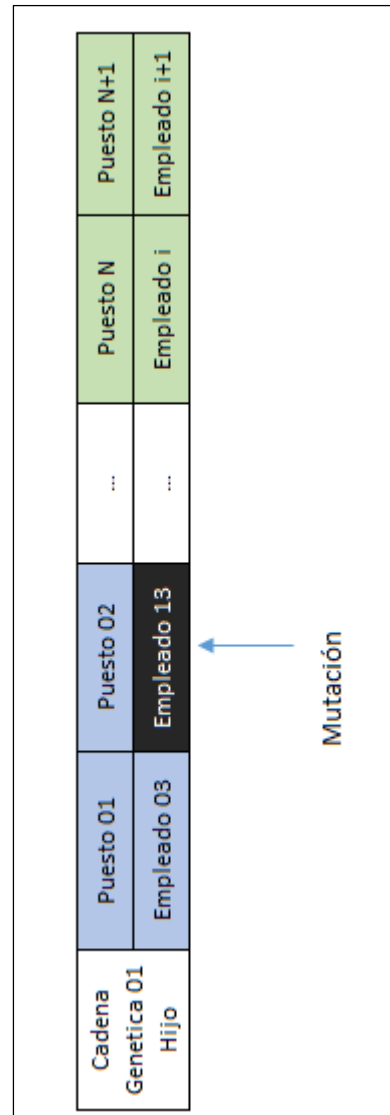 Cadena
Genetica 01
Hijo
Puesto 01
Puesto 02
...
Puesto N
Puesto N+1
Empleado 03
Empleado 13
...
Empleado i
Empleado i+1
Mutación